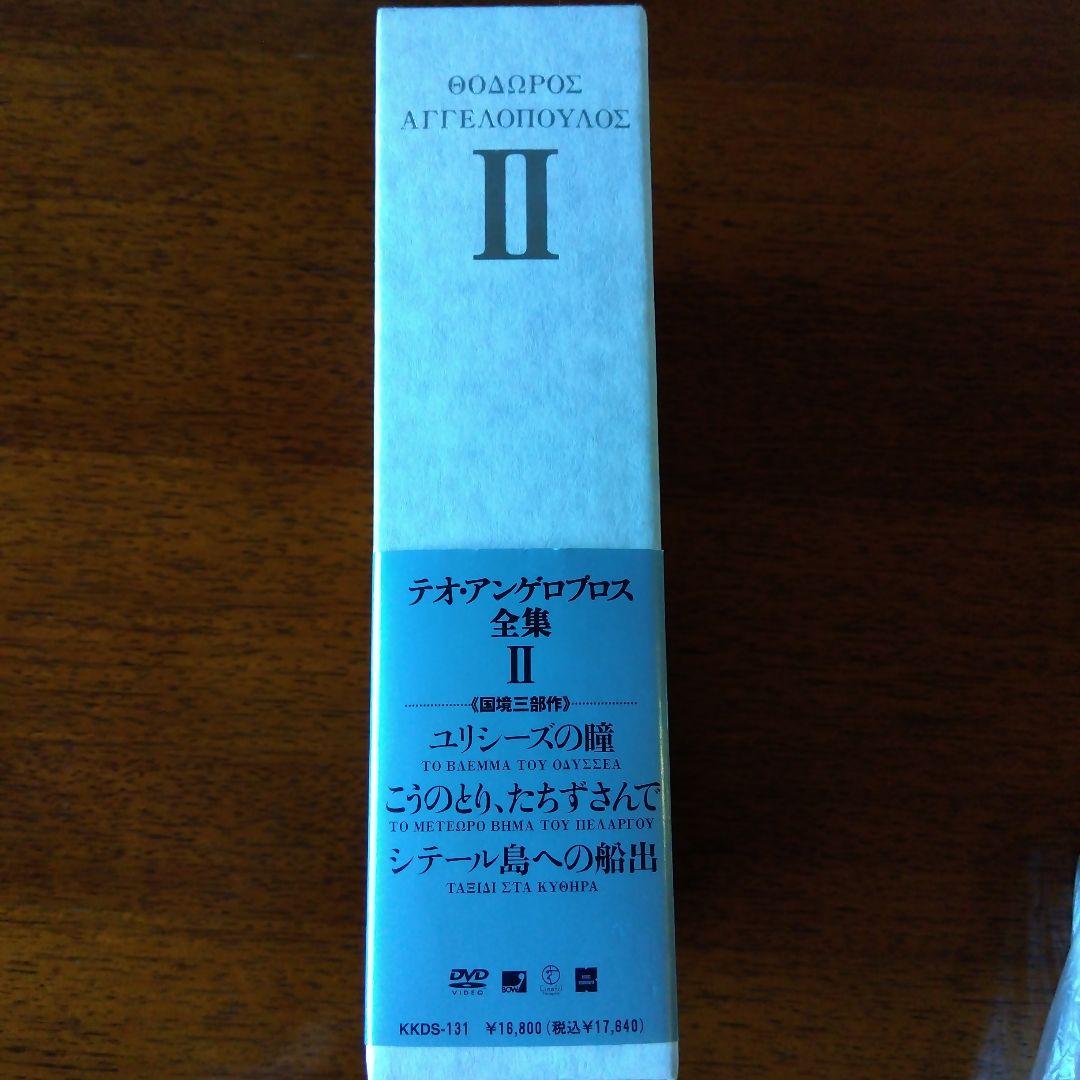 ΘΟΔΩΡΟΣ
ΑΓΓΕΛΟΠΟΥΛΟΣ
II
テオ・アンゲロプロス
全集
II
《国境三部作》
ユリシーズの瞳
ΤΟ ΒΛΕΜΜΑ ΤΟΥ ΟΔΥΣΣΕΑ
こうのとり、たちずさんで
ΤΟ ΜΕΤΕΩΡΟ ΒΗΜΑ ΤΟΥ ΠΕΛΑΡΓΟΥ
シテール島への船出
ΤΑΞΙΔΙ ΣΤΑ ΚΥΘΗΡΑ
DVD
VIDEO
KKDS-131 ¥16,800(税込¥17,640)